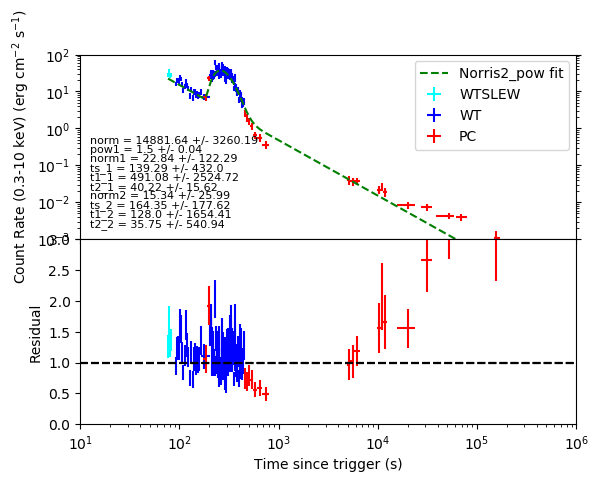 Count Rate (0.3-10 keV) (erg cm⁻² s⁻¹)
10²
10¹
10⁰
10⁻¹
10⁻²
Norris2_pow fit
WTSLEW
WT
PC
norm = 14881.64 +/- 3260.19
pow1 = 1.5 +/- 0.04
norm1 = 22.84 +/- 122.29
ts_1 = 139.29 +/- 432.0
t1_1 = 491.08 +/- 2524.72
t2_1 = 40.22 +/- 15.62
norm2 = 15.34 +/- 25.99
ts_2 = 164.35 +/- 177.62
t1_2 = 128.0 +/- 1654.41
t2_2 = 35.75 +/- 540.94
Residual
2.5
2.0
1.5
1.0
0.5
0.0
10¹ 10² 10³ 10⁴ 10⁵ 10⁶
Time since trigger (s)